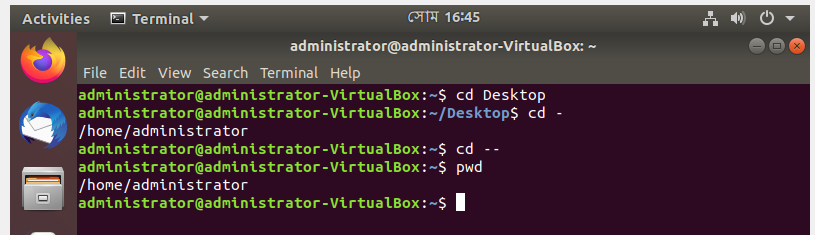 Activities Terminal সোম 16:45
administrator@administrator-VirtualBox: ~
File Edit View Search Terminal Help
administrator@administrator-VirtualBox:~$ cd Desktop
administrator@administrator-VirtualBox:~/Desktop$ cd -
/home/administrator
administrator@administrator-VirtualBox:~$ cd --
administrator@administrator-VirtualBox:~$ pwd
/home/administrator
administrator@administrator-VirtualBox:~$